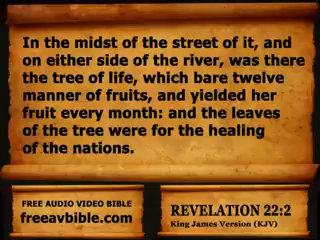 In the midst of the street of it, and
on either side of the river, was there
the tree of life, which bare twelve
manner of fruits, and yielded her
fruit every month: and the leaves
of the tree were for the healing
of the nations.
FREE AUDIO VIDEO BIBLE
freeavbible.com
REVELATION 22:2
King James Version (KJV)